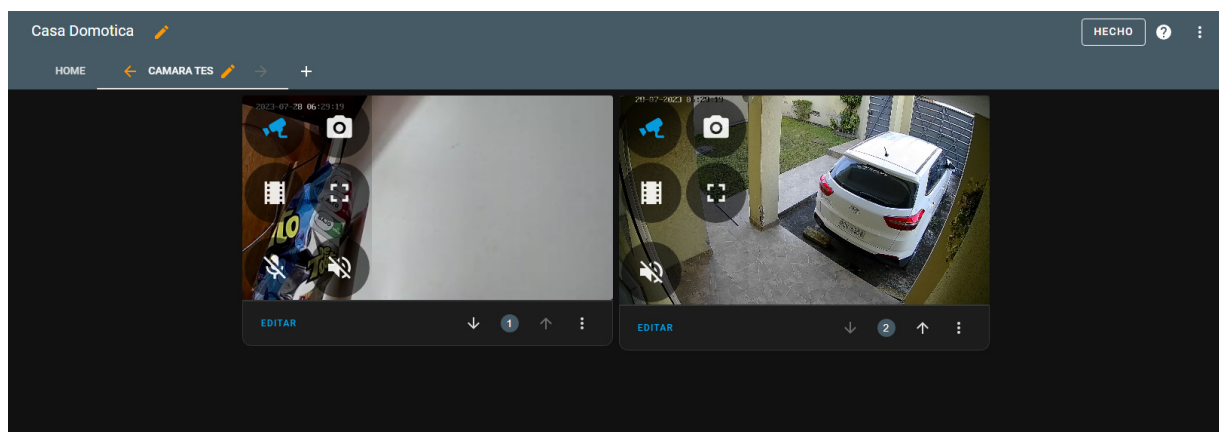 Casa Domotica
HECHO
HOME
CAMARA TES
2023-07-28 06:29:19
EDITAR
1
EDITAR
2